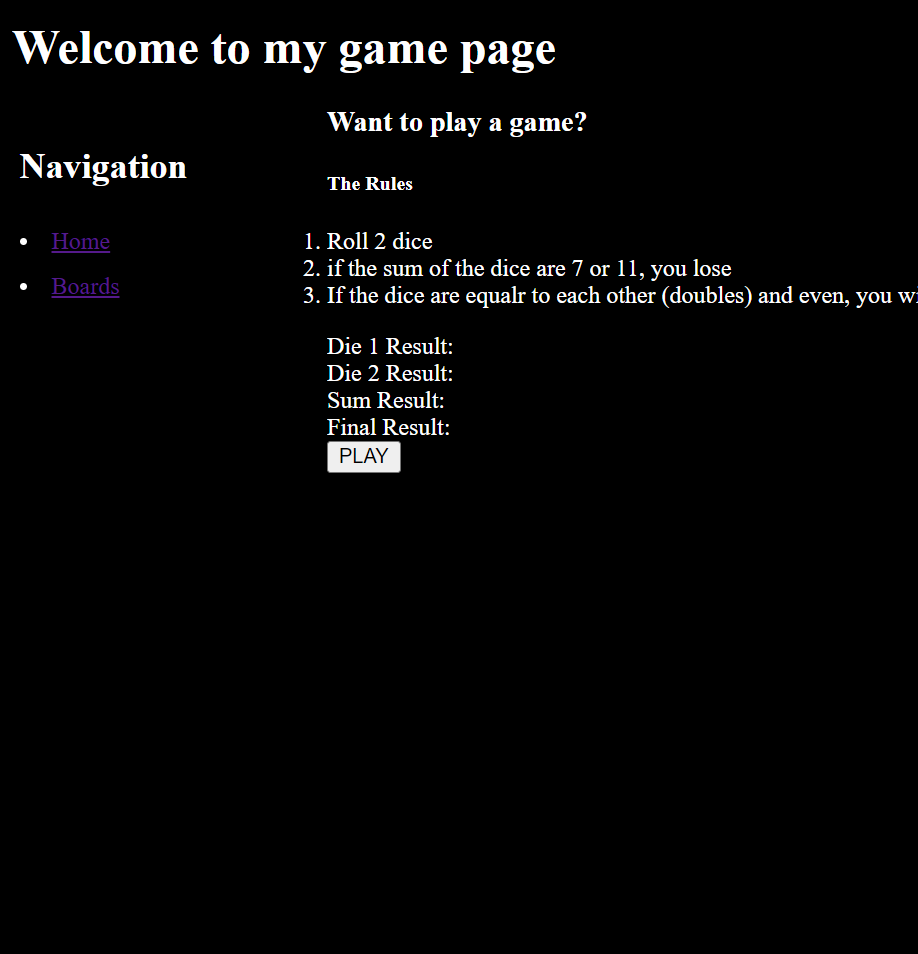 Welcome to my game page
Navigation
Home
Boards
Want to play a game?
The Rules
1. Roll 2 dice
2. if the sum of the dice are 7 or 11, you lose
3. If the dice are equalr to each other (doubles) and even, you
Die 1 Result:
Die 2 Result:
Sum Result:
Final Result:
PLAY